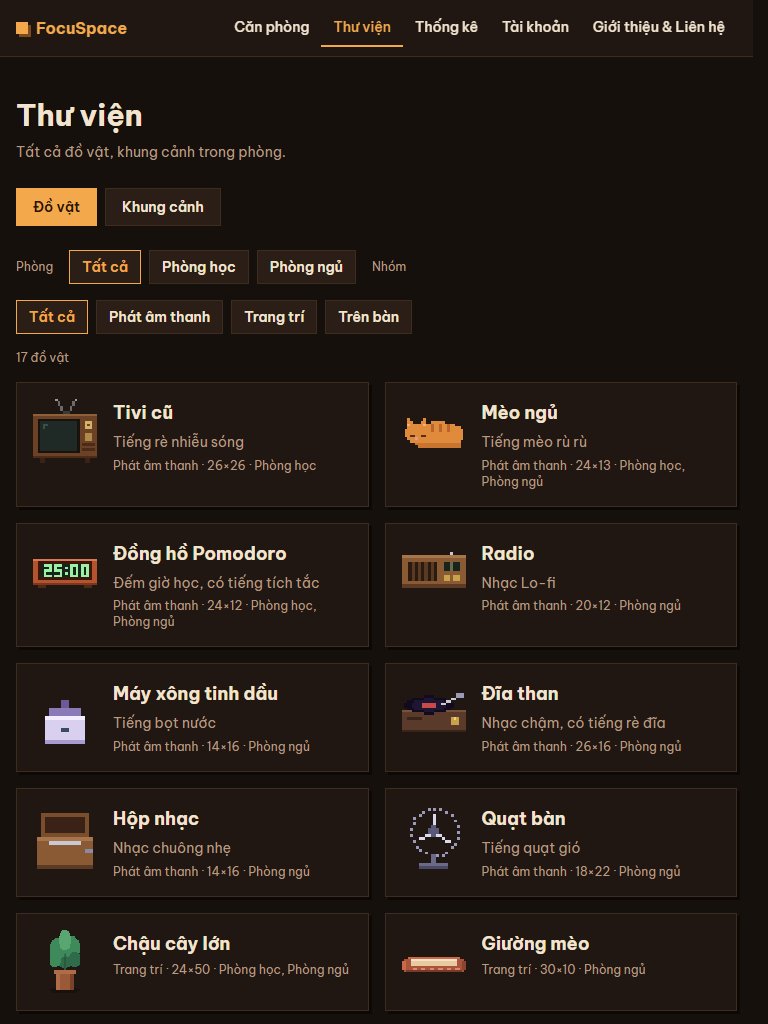 FocuSpace
Căn phòng
Thư viện
Thống kê
Tài khoản
Giới thiệu & Liên hệ
Thư viện
Tất cả đồ vật, khung cảnh trong phòng.
Đồ vật
Khung cảnh
Phòng
Tất cả
Phòng học
Phòng ngủ
Nhóm
Tất cả
Phát âm thanh
Trang trí
Trên bàn
17 đồ vật
Tivi cũ
Tiếng rè nhiễu sóng
Phát âm thanh · 26×26 · Phòng học
Mèo ngủ
Tiếng mèo rù rù
Phát âm thanh · 24×13 · Phòng học,
Phòng ngủ
25:00
Đồng hồ Pomodoro
Đếm giờ học, có tiếng tích tắc
Phát âm thanh · 24×12 · Phòng học,
Phòng ngủ
Radio
Nhạc Lo-fi
Phát âm thanh · 20×12 · Phòng ngủ
Máy xông tinh dầu
Tiếng bọt nước
Phát âm thanh · 14×16 · Phòng ngủ
Đĩa than
Nhạc chậm, có tiếng rè đĩa
Phát âm thanh · 26×16 · Phòng ngủ
Hộp nhạc
Nhạc chuông nhẹ
Phát âm thanh · 14×16 · Phòng ngủ
Quạt bàn
Tiếng quạt gió
Phát âm thanh · 18×22 · Phòng ngủ
Chậu cây lớn
Trang trí · 24×50 · Phòng học, Phòng ngủ
Giường mèo
Trang trí · 30×10 · Phòng ngủ